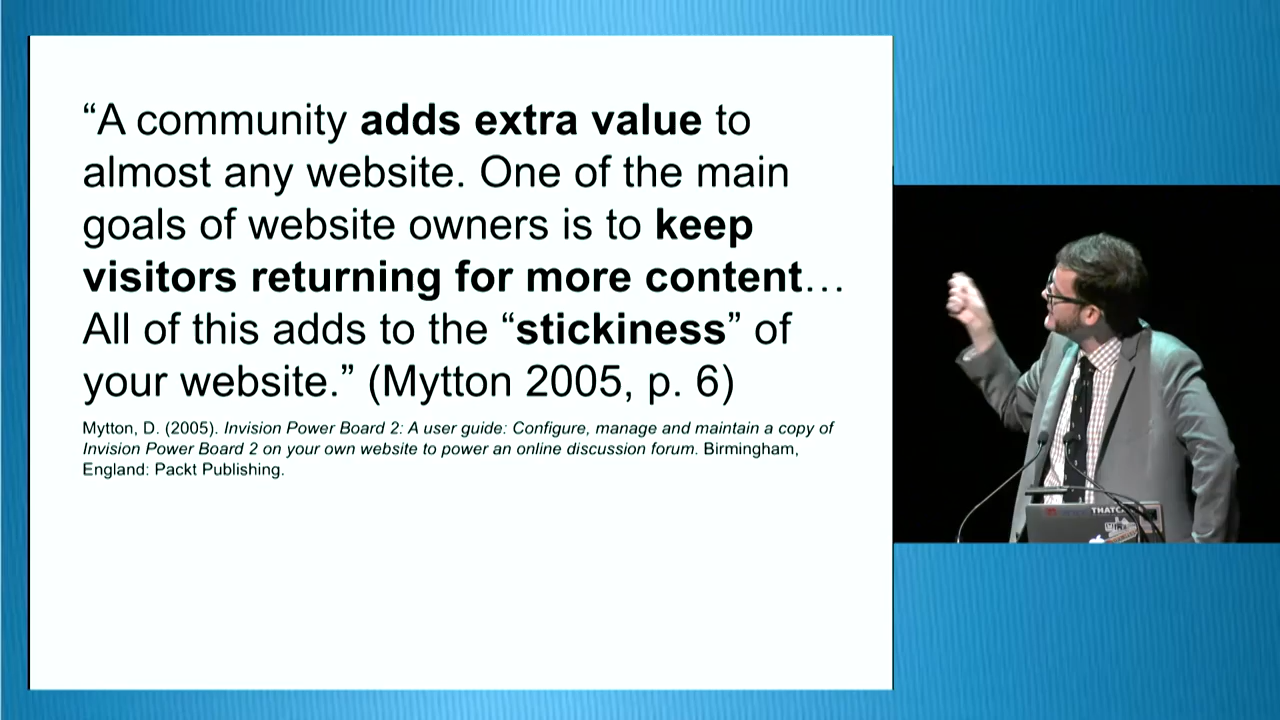 “A community adds extra value to
almost any website. One of the main
goals of website owners is to keep
visitors returning for more content…
All of this adds to the “stickiness” of
your website.” (Mytton 2005, p. 6)
Mytton, D. (2005). Invision Power Board 2: A user guide: Configure, manage and maintain a copy of
Invision Power Board 2 on your own website to power an online discussion forum. Birmingham,
England: Packt Publishing.